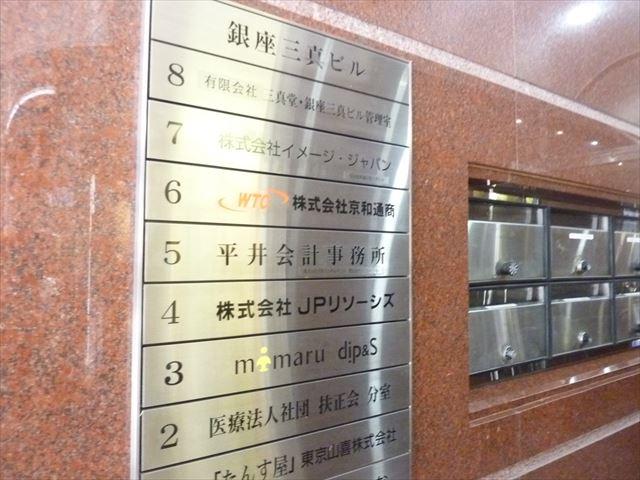 銀座三真ビル
8 有限会社 三真堂・銀座三真ビル管理室
7 株式会社イメージ・ジャパン
6 WTC 株式会社京和通商
5 平井会計事務所
4 株式会社 JPリソーシズ
3 mimaru dip&S
2 医療法人社団 扶正会 分室
「たんす屋」東京山喜株式会社